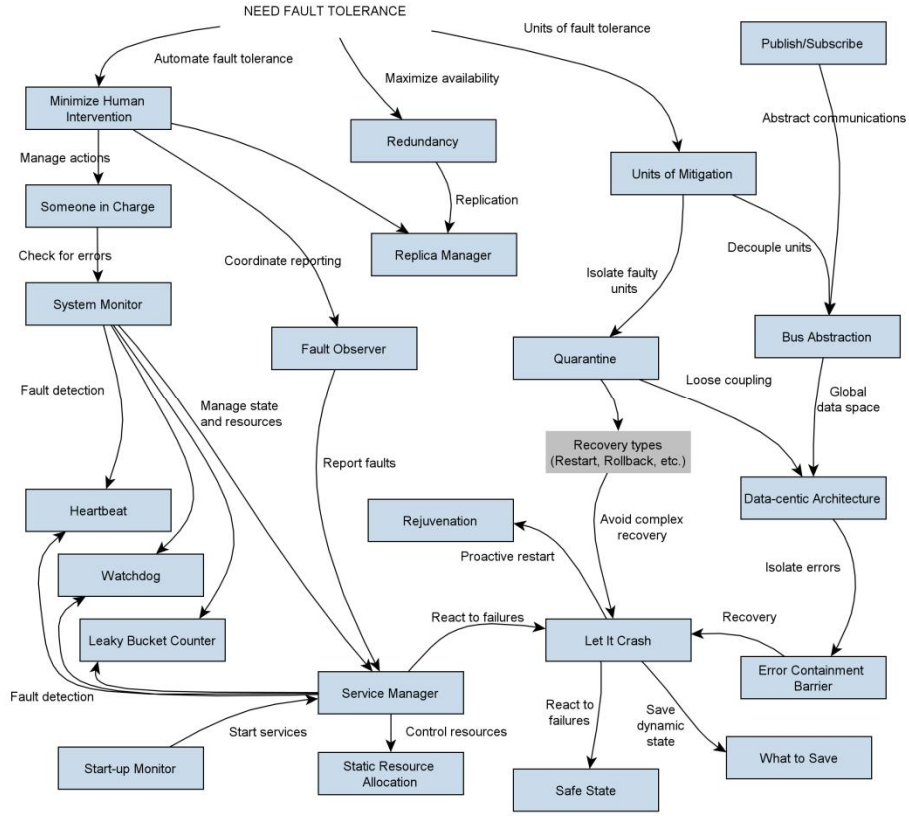 NEED FAULT TOLERANCE
Units of fault tolerance
Publish/Subscribe
Automate fault tolerance
Maximize availability
Minimize Human
Intervention
Abstract communications
Redundancy
Manage actions
Units of Mitigation
Someone in Charge
Replication
Check for errors
Coordinate reporting
Replica Manager
Decouple units
Isolate faulty
units
System Monitor
Fault Observer
Quarantine
Bus Abstraction
Fault detection
Loose coupling
Global
data space
Manage state
and resources
Recovery types
(Restart, Rollback, etc.)
Report faults
Heartbeat
Rejuvenation
Data-centic Architecture
Avoid complex
recovery
Proactive restart
Isolate errors
Watchdog
React to failures
Recovery
Leaky Bucket Counter
Let It Crash
Error Containment
Barrier
Fault detection
Service Manager
React to
failures
Save
dynamic
state
Start services
Control resources
Start-up Monitor
Static Resource
Allocation
What to Save
Safe State